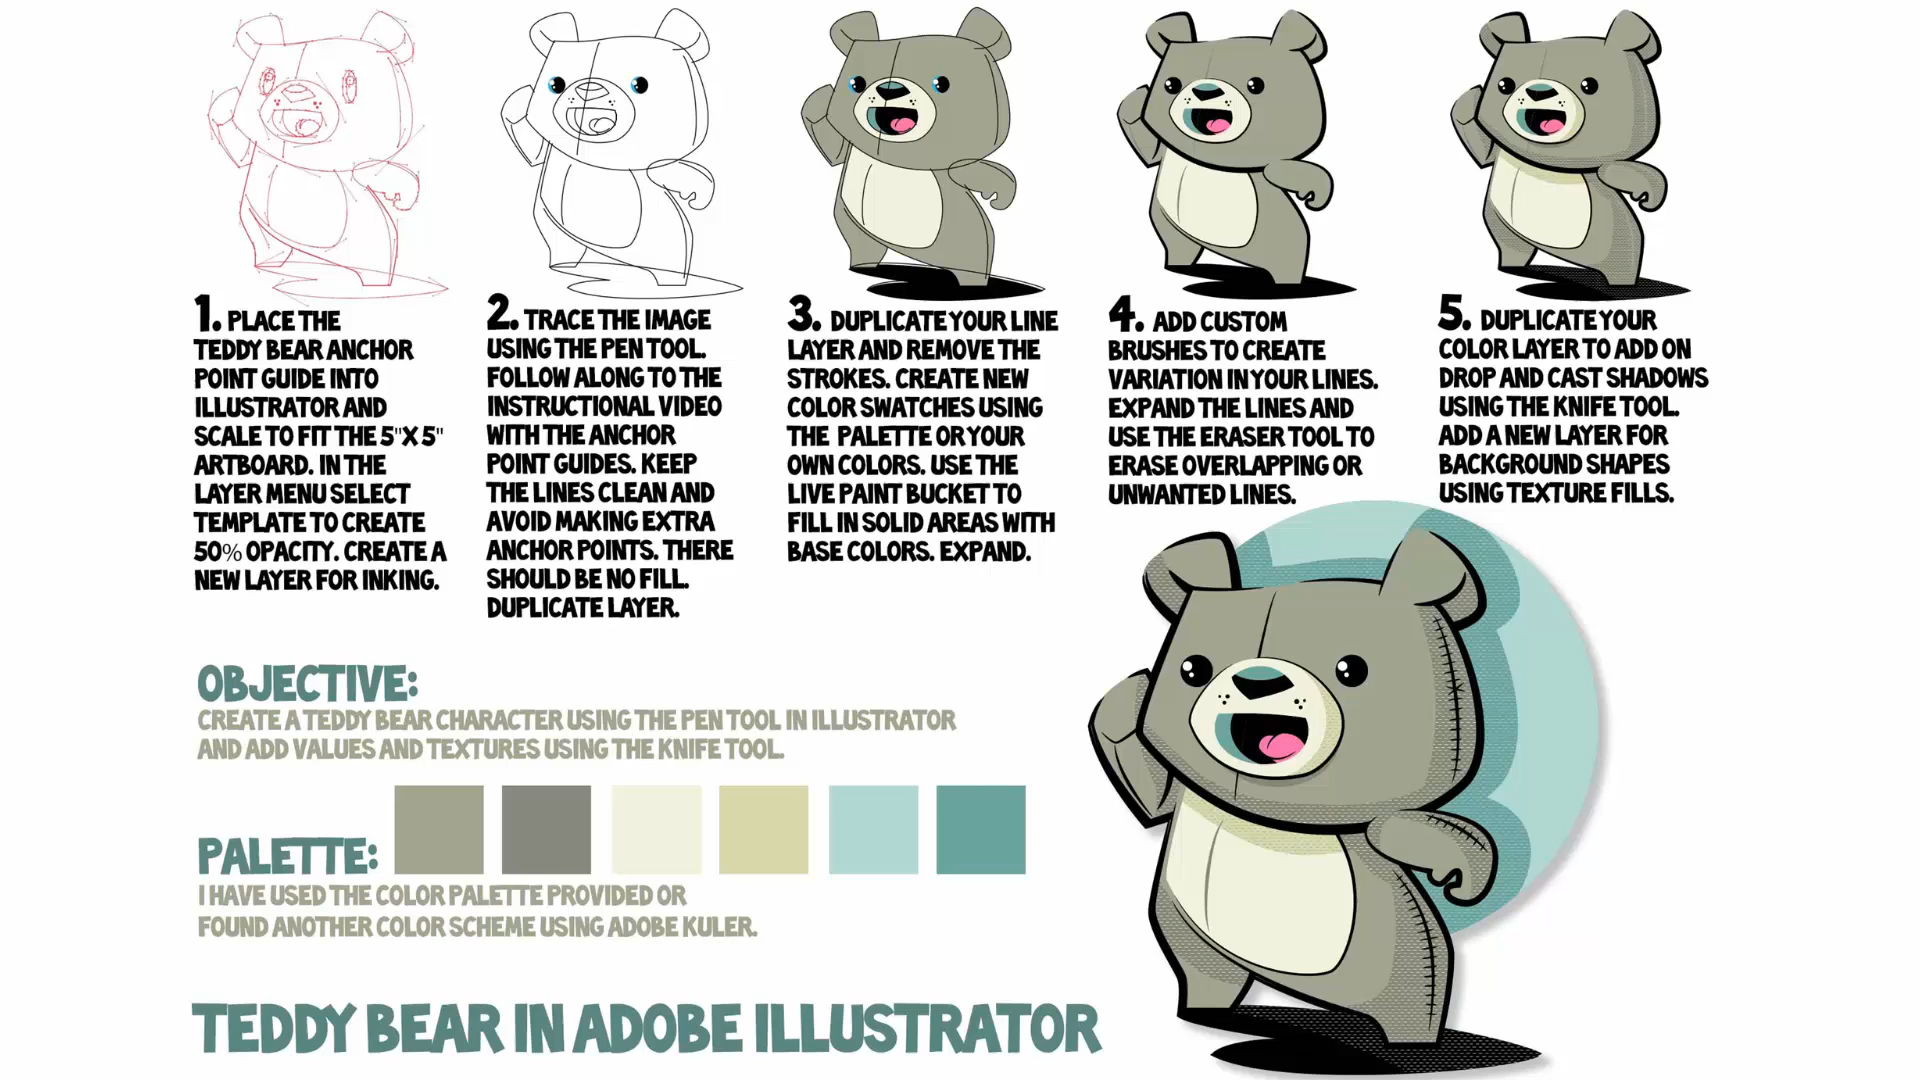 1. PLACE THE
TEDDY BEAR ANCHOR
POINT GUIDE INTO
ILLUSTRATOR AND
SCALE TO FIT THE 5"X 5"
ARTBOARD. IN THE
LAYER MENU SELECT
TEMPLATE TO CREATE
50% OPACITY. CREATE A
NEW LAYER FOR INKING.
2. TRACE THE IMAGE
USING THE PEN TOOL.
FOLLOW ALONG TO THE
INSTRUCTIONAL VIDEO
WITH THE ANCHOR
POINT GUIDES. KEEP
THE LINES CLEAN AND
AVOID MAKING EXTRA
ANCHOR POINTS. THERE
SHOULD BE NO FILL.
DUPLICATE LAYER.
3. DUPLICATE YOUR LINE
LAYER AND REMOVE THE
STROKES. CREATE NEW
COLOR SWATCHES USING
THE PALETTE OR YOUR
OWN COLORS. USE THE
LIVE PAINT BUCKET TO
FILL IN SOLID AREAS WITH
BASE COLORS. EXPAND.
4. ADD CUSTOM
BRUSHES TO CREATE
VARIATION IN YOUR LINES.
EXPAND THE LINES AND
USE THE ERASER TOOL TO
ERASE OVERLAPPING OR
UNWANTED LINES.
5. DUPLICATE YOUR
COLOR LAYER TO ADD ON
DROP AND CAST SHADOWS
USING THE KNIFE TOOL.
ADD A NEW LAYER FOR
BACKGROUND SHAPES
USING TEXTURE FILLS.
OBJECTIVE:
CREATE A TEDDY BEAR CHARACTER USING THE PEN TOOL IN ILLUSTRATOR
AND ADD VALUES AND TEXTURES USING THE KNIFE TOOL.
PALETTE:
I HAVE USED THE COLOR PALETTE PROVIDED OR
FOUND ANOTHER COLOR SCHEME USING ADOBE KULER.
TEDDY BEAR IN ADOBE ILLUSTRATOR